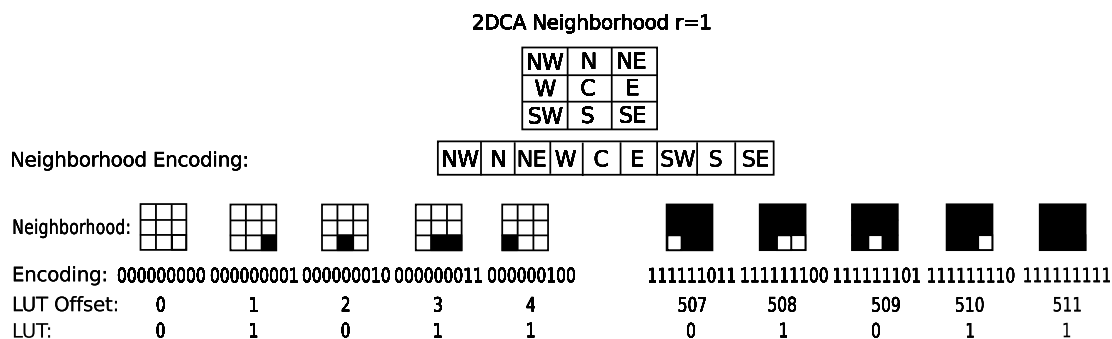 2DCA Neighborhood r=1
NW N NE
W C E
SW S SE
Neighborhood Encoding: NW N NE W C E SW S SE
Neighborhood:
Encoding: 000000000 000000001 000000010 000000011 000000100 111111011 111111100 111111101 111111110 111111111
LUT Offset: 0 1 2 3 4 507 508 509 510 511
LUT: 0 1 0 1 1 0 1 0 1 1